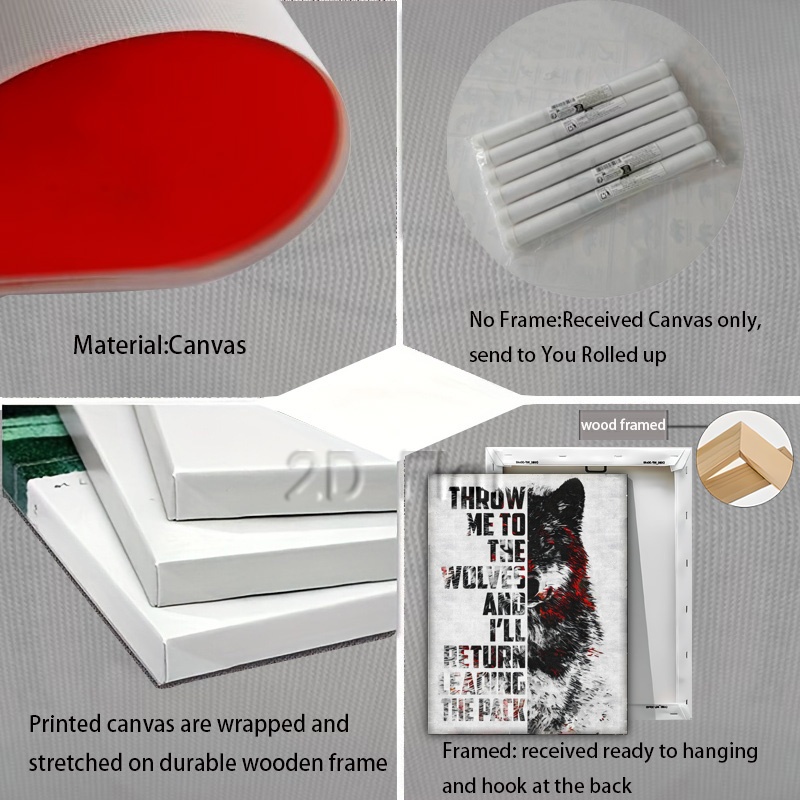 Material:Canvas
No Frame:Received Canvas only,
send to You Rolled up
2D
wood framed
THROW
ME TO
THE
WOLVES
AND
I'LL
RETURN
LEADING
THE PACK
Printed canvas are wrapped and
stretched on durable wooden frame
Framed: received ready to hanging
and hook at the back